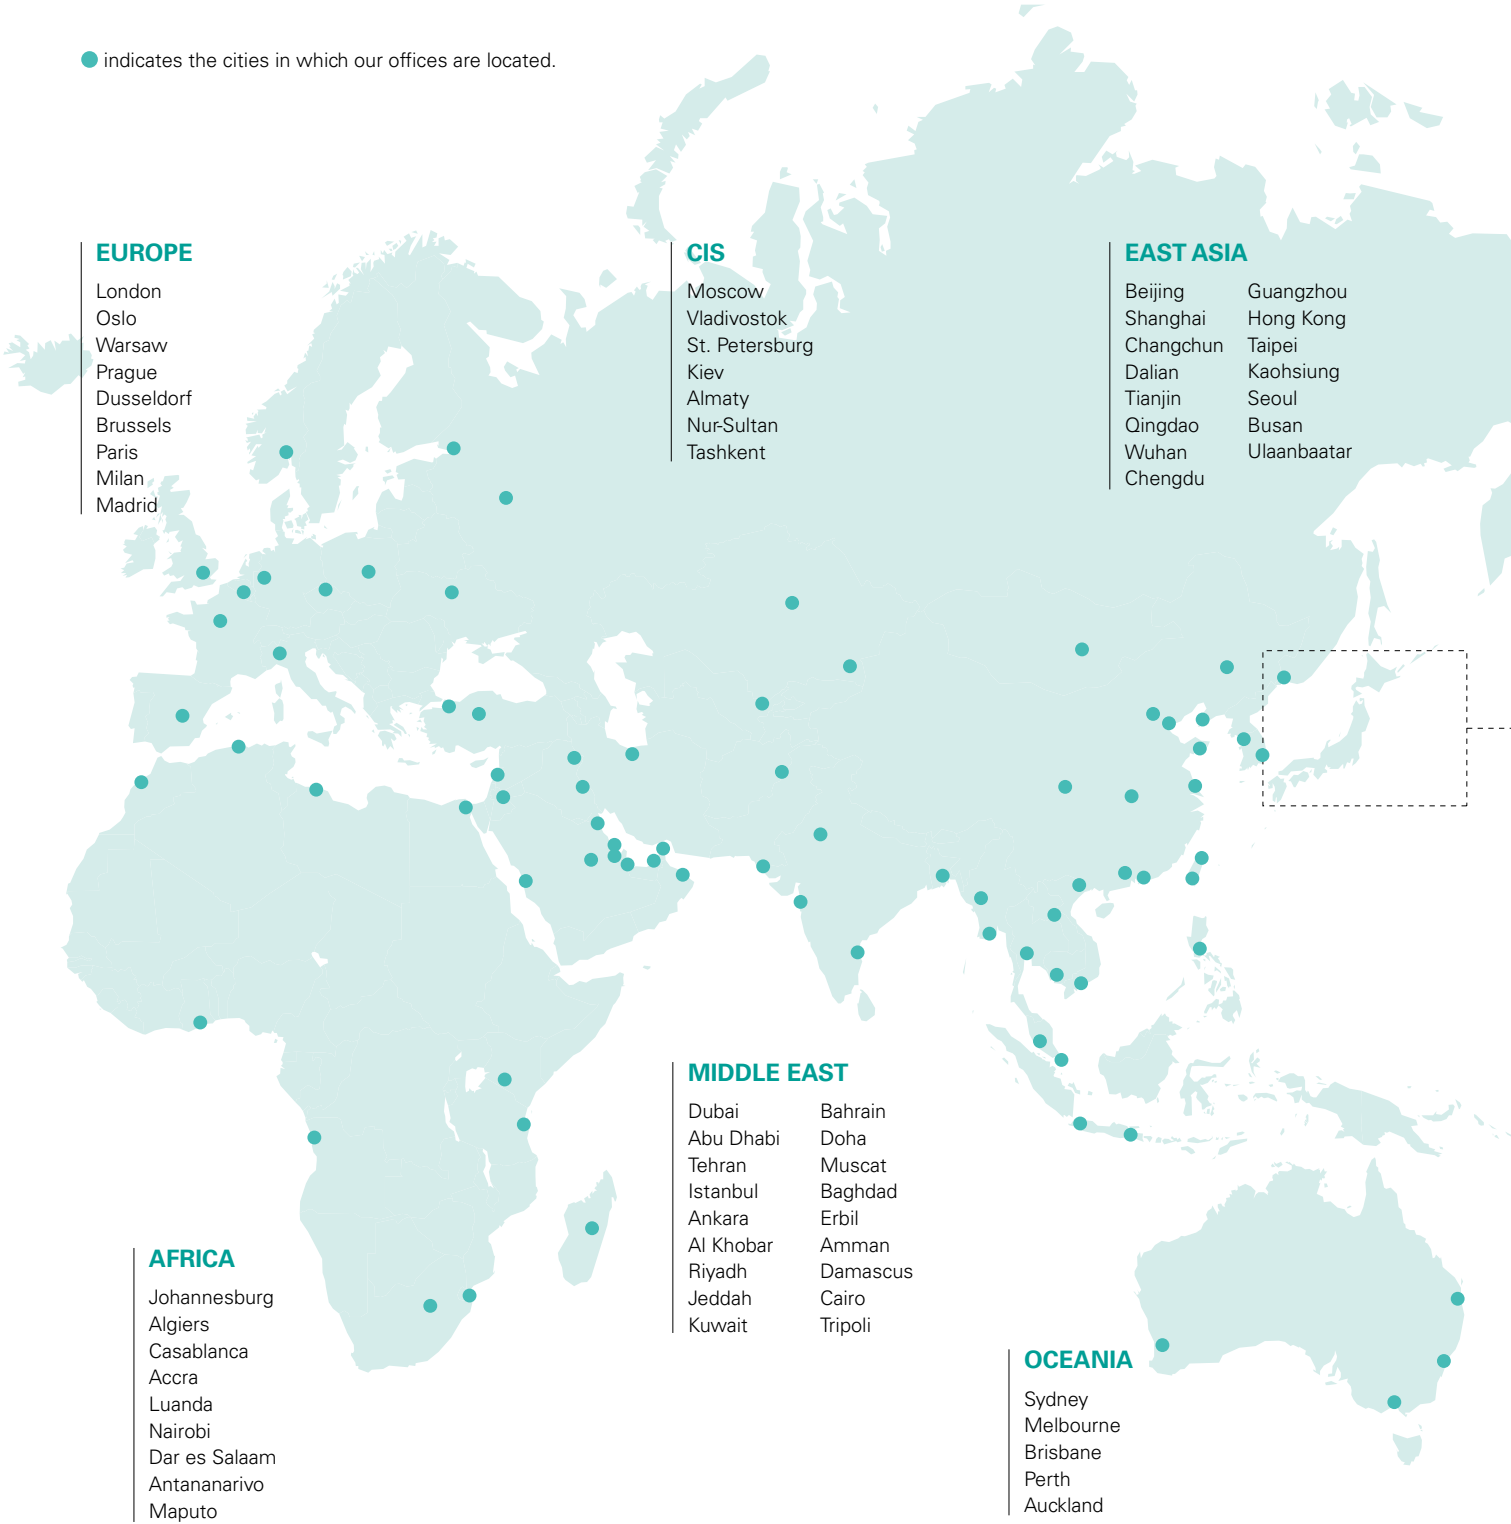 indicates the cities in which our offices are located.
EUROPE
London
Oslo
Warsaw
Prague
Dusseldorf
Brussels
Paris
Milan
Madrid
CIS
Moscow
Vladivostok
St. Petersburg
Kiev
Almaty
Nur-Sultan
Tashkent
EAST ASIA
Beijing
Shanghai
Changchun
Dalian
Tianjin
Qingdao
Wuhan
Chengdu
Guangzhou
Hong Kong
Taipei
Kaohsiung
Seoul
Busan
Ulaanbaatar
MIDDLE EAST
Dubai
Abu Dhabi
Tehran
Istanbul
Ankara
Al Khobar
Riyadh
Jeddah
Kuwait
Bahrain
Doha
Muscat
Baghdad
Erbil
Amman
Damascus
Cairo
Tripoli
AFRICA
Johannesburg
Algiers
Casablanca
Accra
Luanda
Nairobi
Dar es Salaam
Antananarivo
Maputo
OCEANIA
Sydney
Melbourne
Brisbane
Perth
Auckland